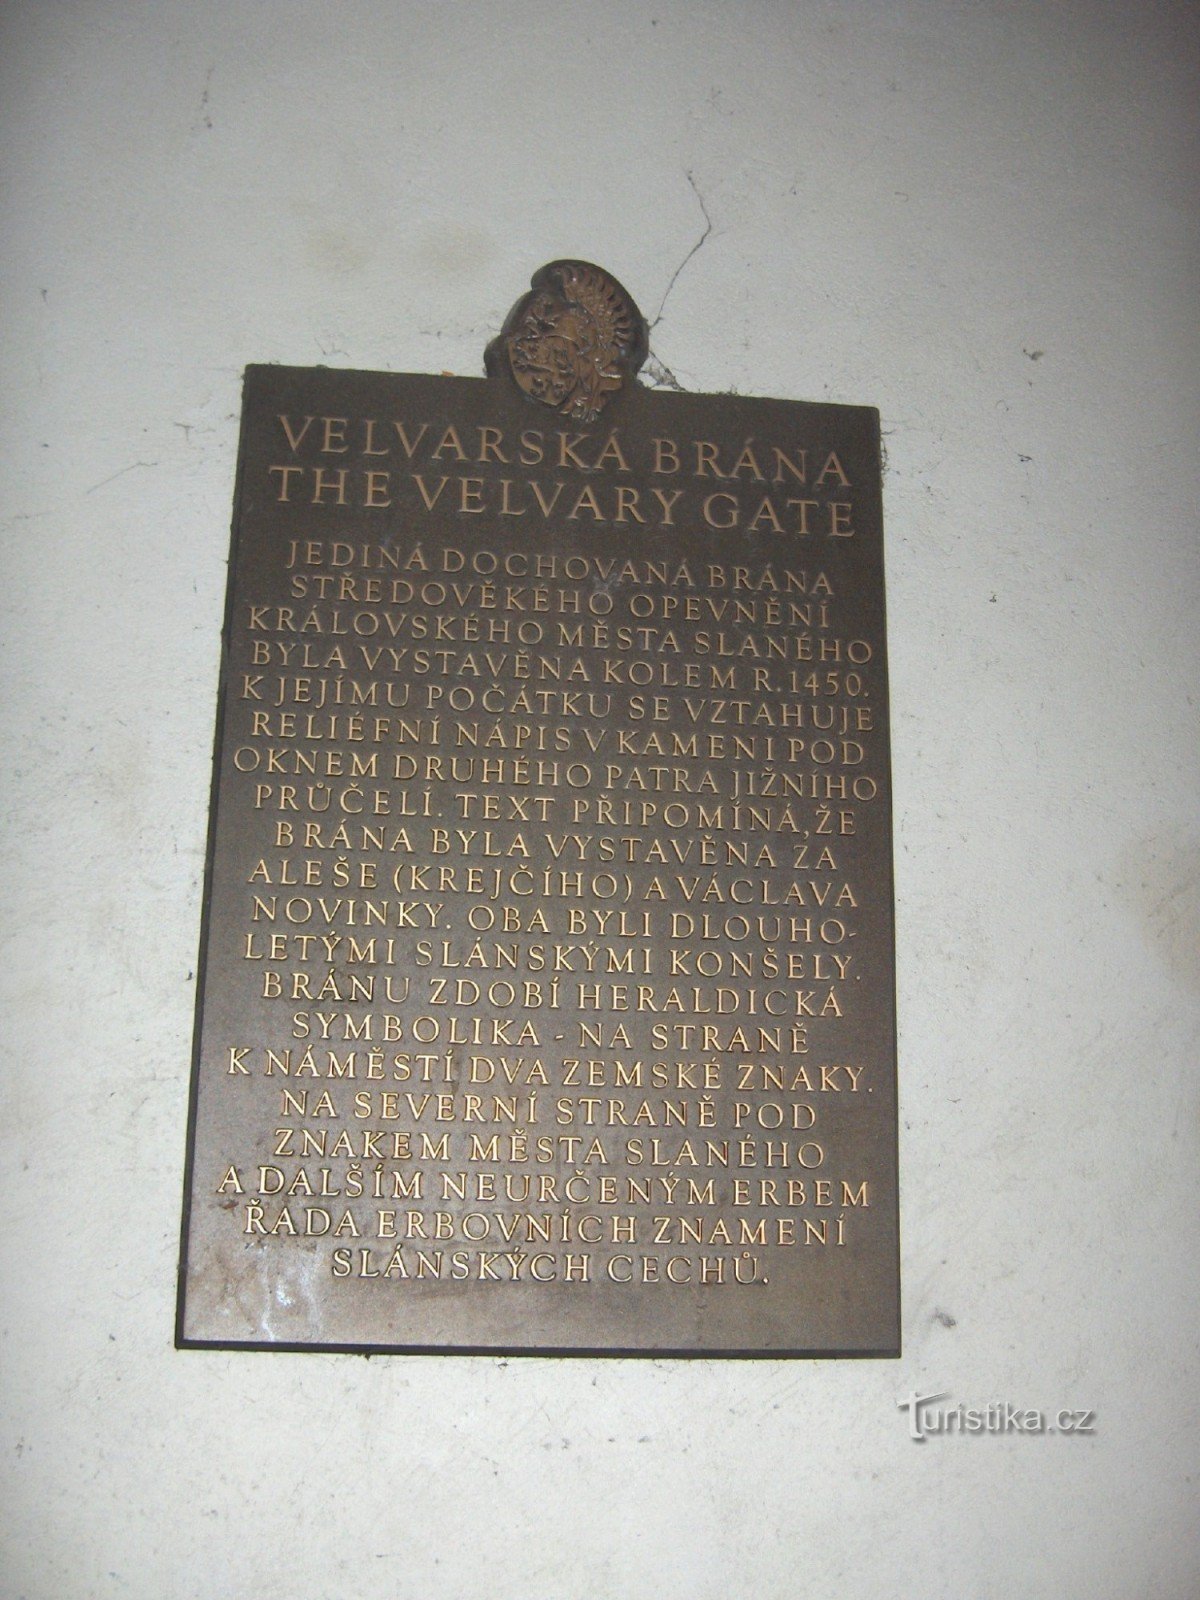 VELVARSKÁ BRÁNA
THE VELVARY GATE
JEDINÁ DOCHOVANÁ BRÁNA
STŘEDOVĚKÉHO OPEVNĚNÍ
KRÁLOVSKÉHO MĚSTA SLANÉHO
BYLA VYSTAVĚNA KOLEM R. 1450.
K JEJÍMU POČÁTKU SE VZTAHUJE
RELIÉFNÍ NÁPIS V KAMENI POD
OKNEM DRUHÉHO PATRA JIŽNÍHO
PRŮČELÍ. TEXT PŘIPOMÍNÁ, ŽE
BRÁNA BYLA VYSTAVĚNA ZA
ALEŠE (KREJČÍHO) A VÁCLAVA
NOVINKY. OBA BYLI DLOUHO-
LETÝMI SLÁNSKÝMI KONŠELY.
BRÁNU ZDOBÍ HERALDICKÁ
SYMBOLIKA - NA STRANĚ
K NÁMĚSTÍ DVA ZEMSKÉ ZNAKY.
NA SEVERNÍ STRANĚ POD
ZNAKEM MĚSTA SLANÉHO
A DALŠÍM NEURČENÝM ERBEM
ŘADA ERBOVNÍCH ZNAMENÍ
SLÁNSKÝCH CECHŮ.
Turistika.cz